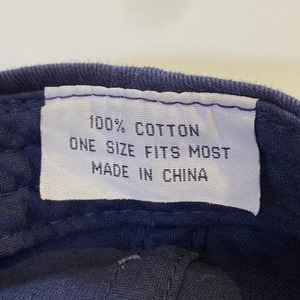 100% COTTON
ONE SIZE FITS MOST
MADE IN CHINA